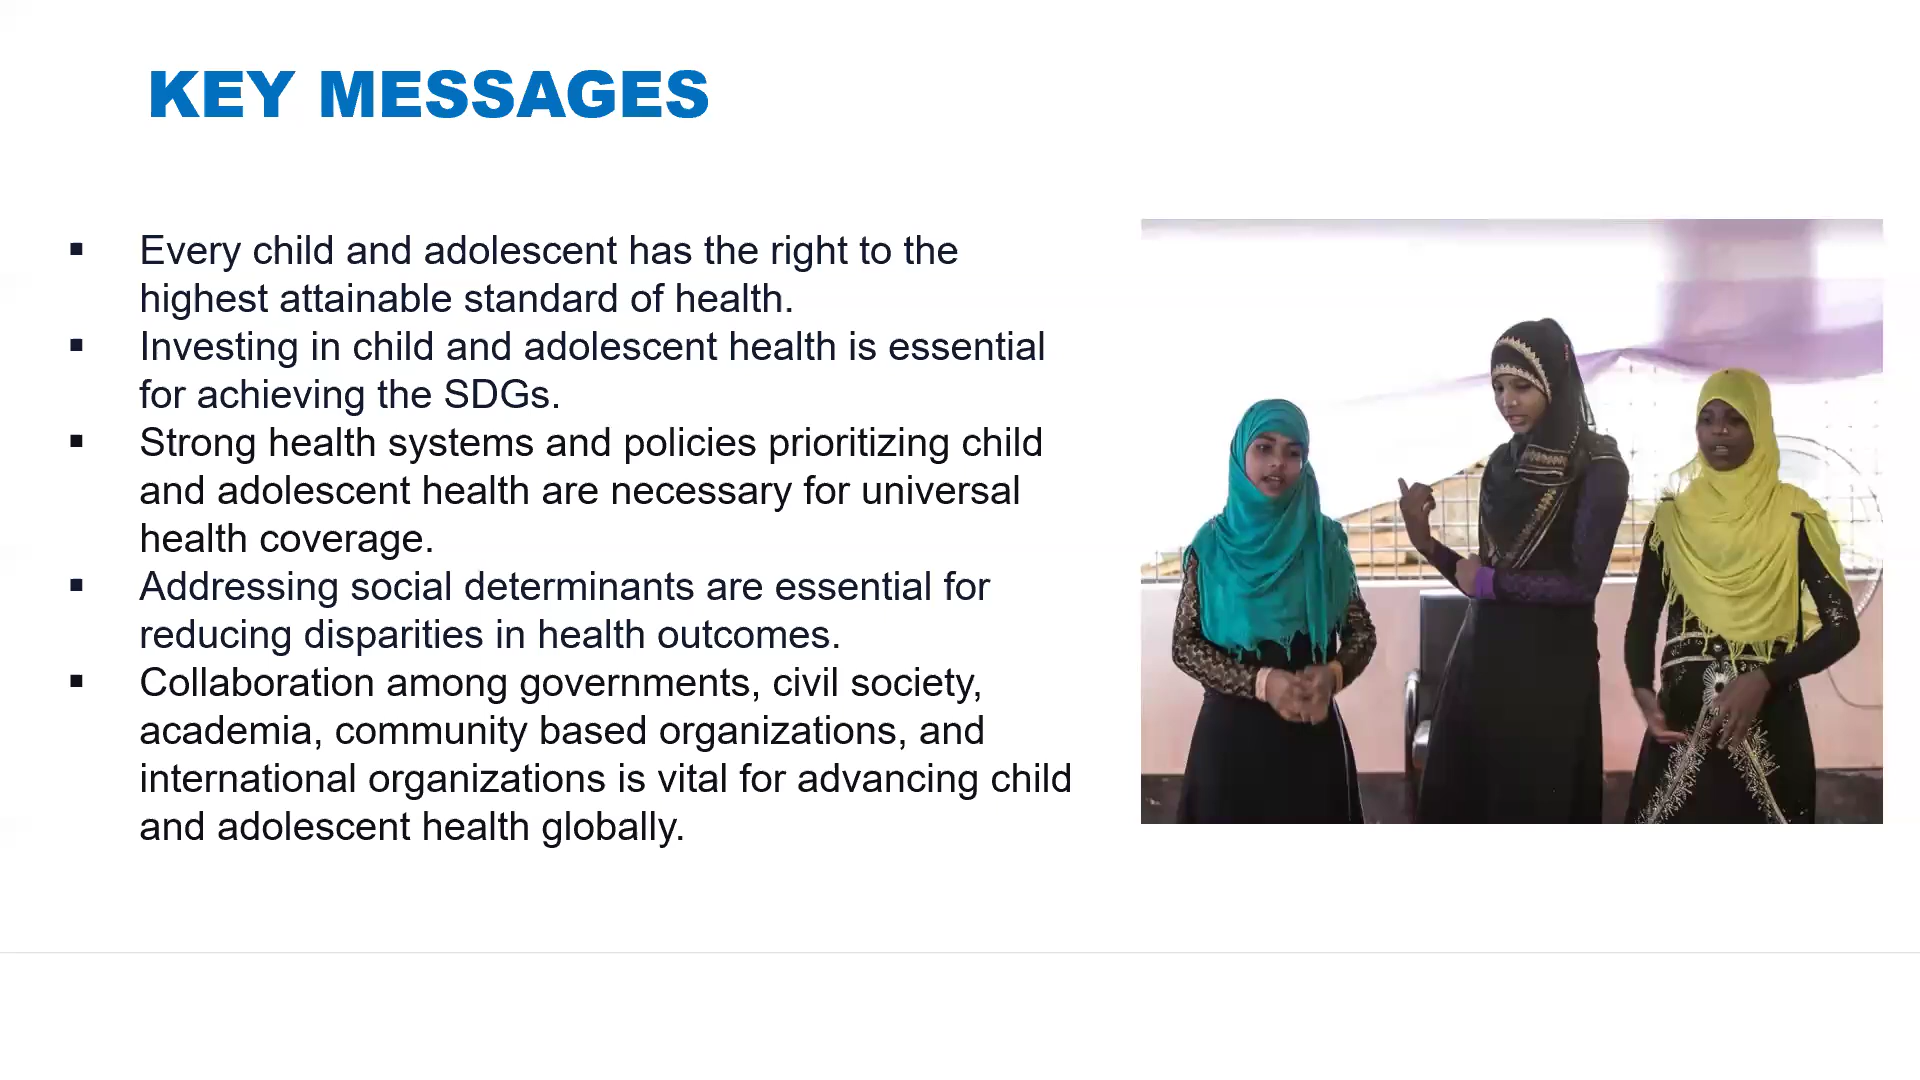 KEY MESSAGES
▪ Every child and adolescent has the right to the
highest attainable standard of health.
▪ Investing in child and adolescent health is essential
for achieving the SDGs.
▪ Strong health systems and policies prioritizing child
and adolescent health are necessary for universal
health coverage.
▪ Addressing social determinants are essential for
reducing disparities in health outcomes.
▪ Collaboration among governments, civil society,
academia, community based organizations, and
international organizations is vital for advancing child
and adolescent health globally.